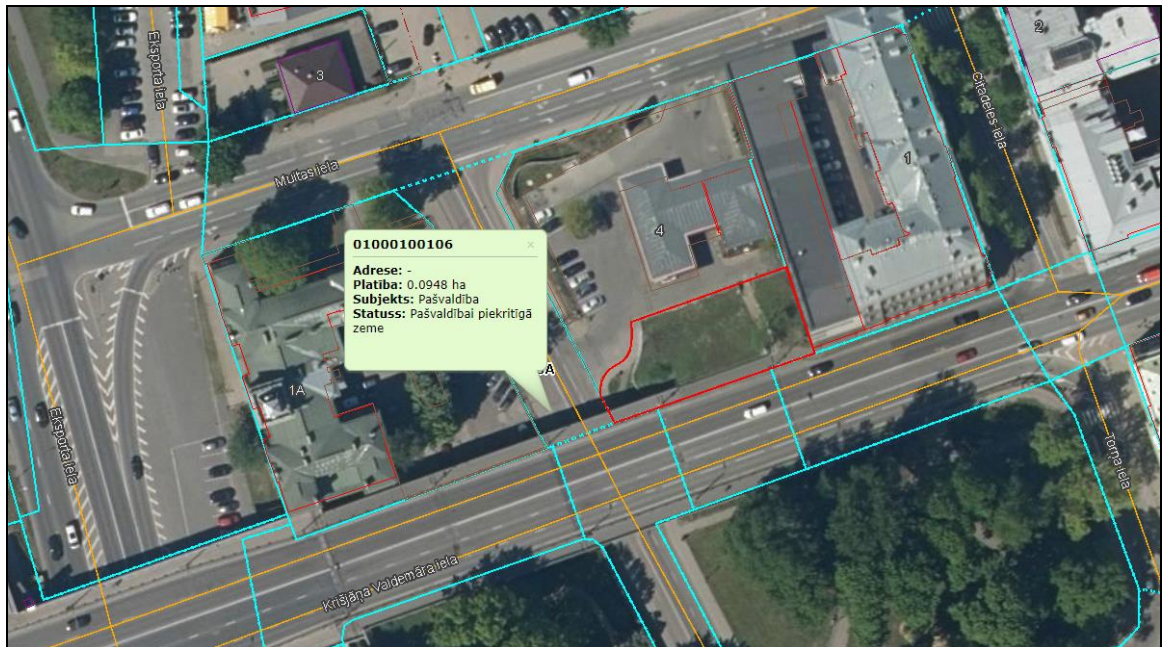 2
Eksporta iela
3
Citadeles iela
Muitas iela
1
4
01000100106
×
Adrese: -
Platība: 0.0948 ha
Subjekts: Pašvaldība
Statuss: Pašvaldībai piekritīgā
zeme
A
1A
Eksporta iela
Torņa iela
Krišjāņa Valdemāra iela